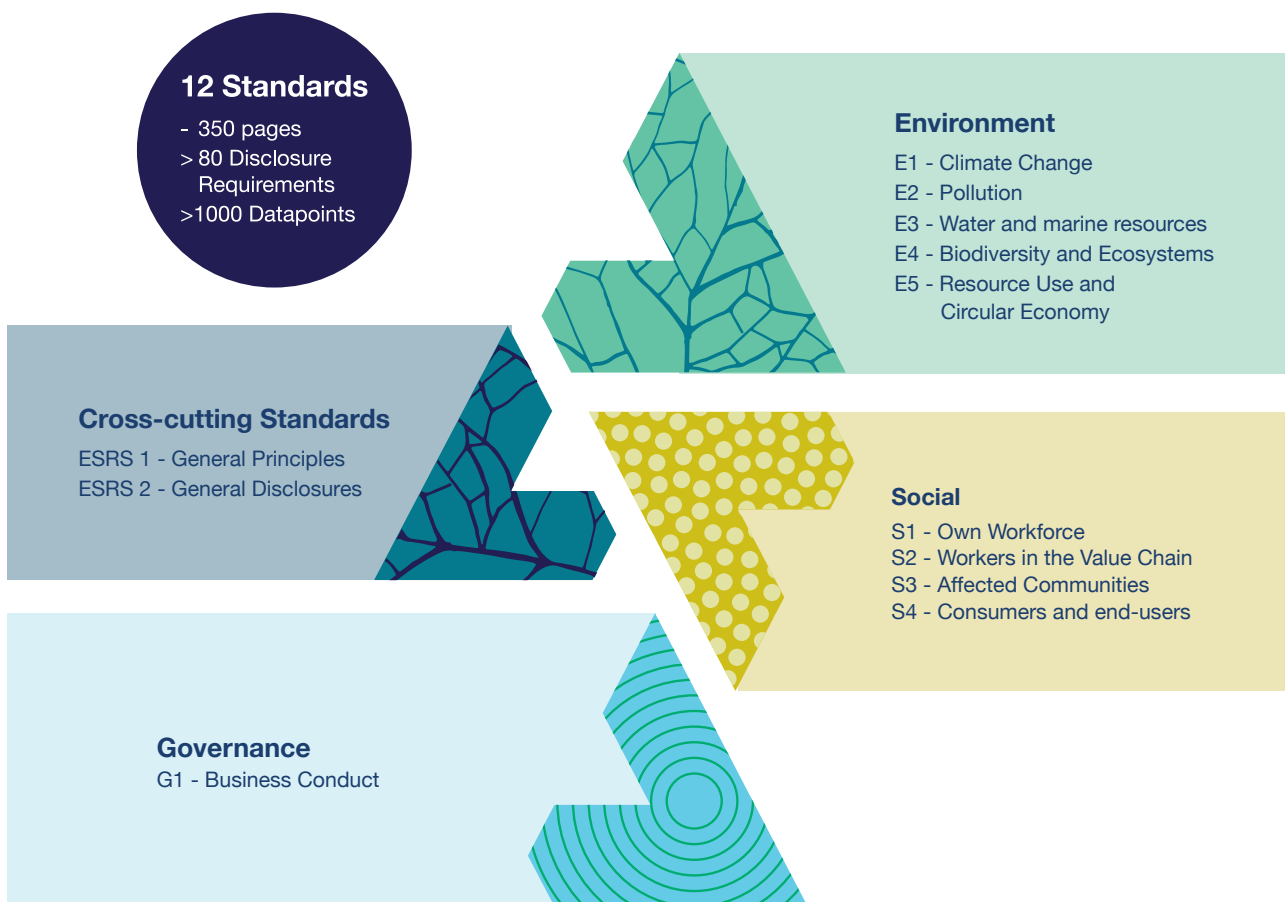 12 Standards
- 350 pages
> 80 Disclosure
Requirements
>1000 Datapoints
Environment
E1 - Climate Change
E2 - Pollution
E3 - Water and marine resources
E4 - Biodiversity and Ecosystems
E5 - Resource Use and
Circular Economy
Cross-cutting Standards
ESRS 1 - General Principles
ESRS 2 - General Disclosures
Social
S1 - Own Workforce
S2 - Workers in the Value Chain
S3 - Affected Communities
S4 - Consumers and end-users
Governance
G1 - Business Conduct